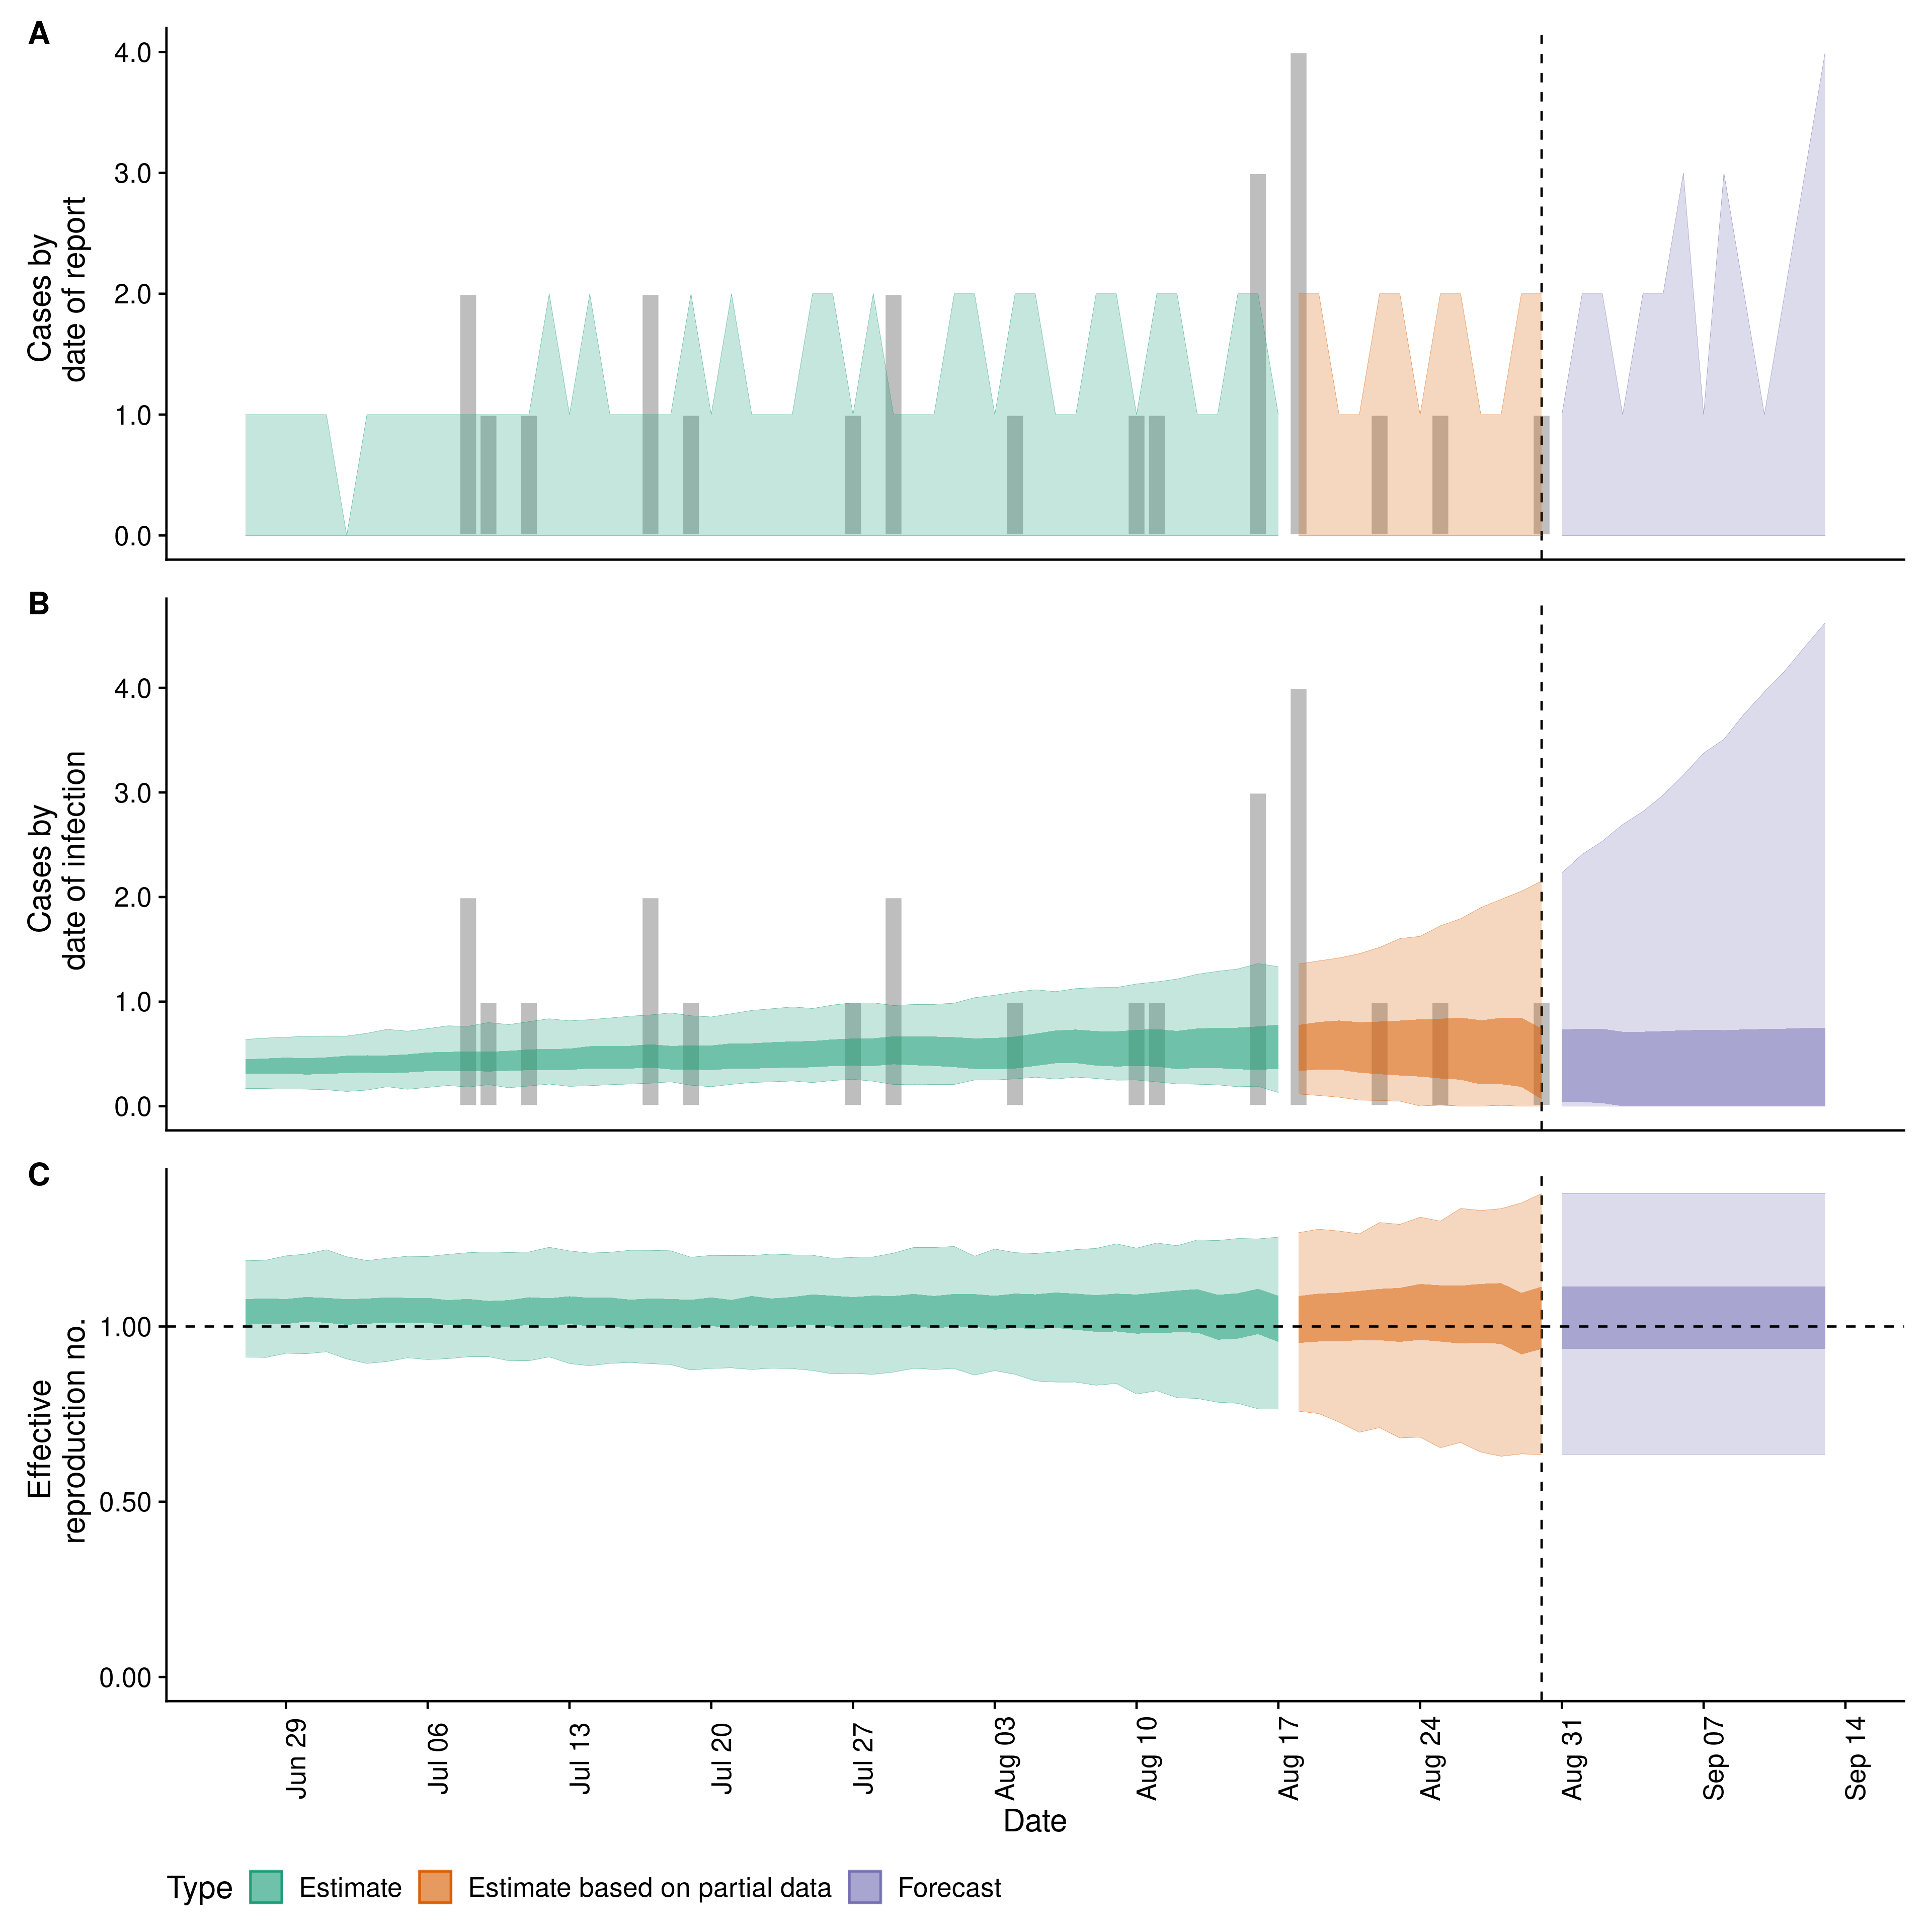 A
Cases by
date of report
4.0
3.0
2.0
1.0
0.0
B
Cases by
date of infection
4.0
3.0
2.0
1.0
0.0
C
Effective
reproduction no.
1.00
0.50
0.00
Jun 29
Jul 06
Jul 13
Jul 20
Jul 27
Aug 03
Aug 10
Aug 17
Aug 24
Aug 31
Sep 07
Sep 14
Date
Type Estimate Estimate based on partial data Forecast